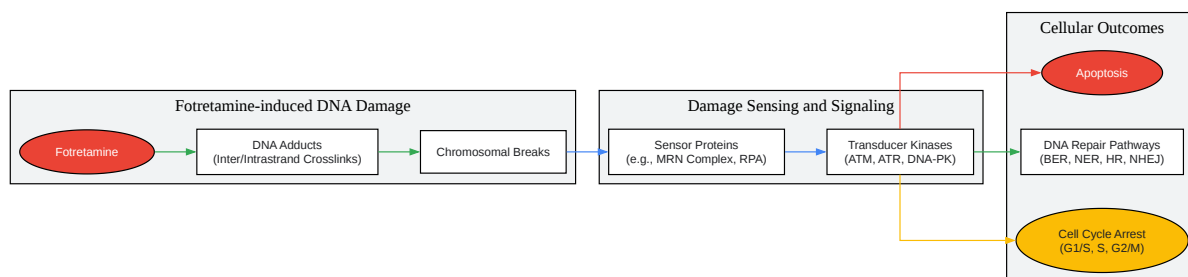 Cellular Outcomes
Apoptosis
Fotretamine-induced DNA Damage
Damage Sensing and Signaling
Fotretamine
DNA Adducts
(Inter/Intrastrand Crosslinks)
Chromosomal Breaks
Sensor Proteins
(e.g., MRN Complex, RPA)
Transducer Kinases
(ATM, ATR, DNA-PK)
DNA Repair Pathways
(BER, NER, HR, NHEJ)
Cell Cycle Arrest
(G1/S, S, G2/M)